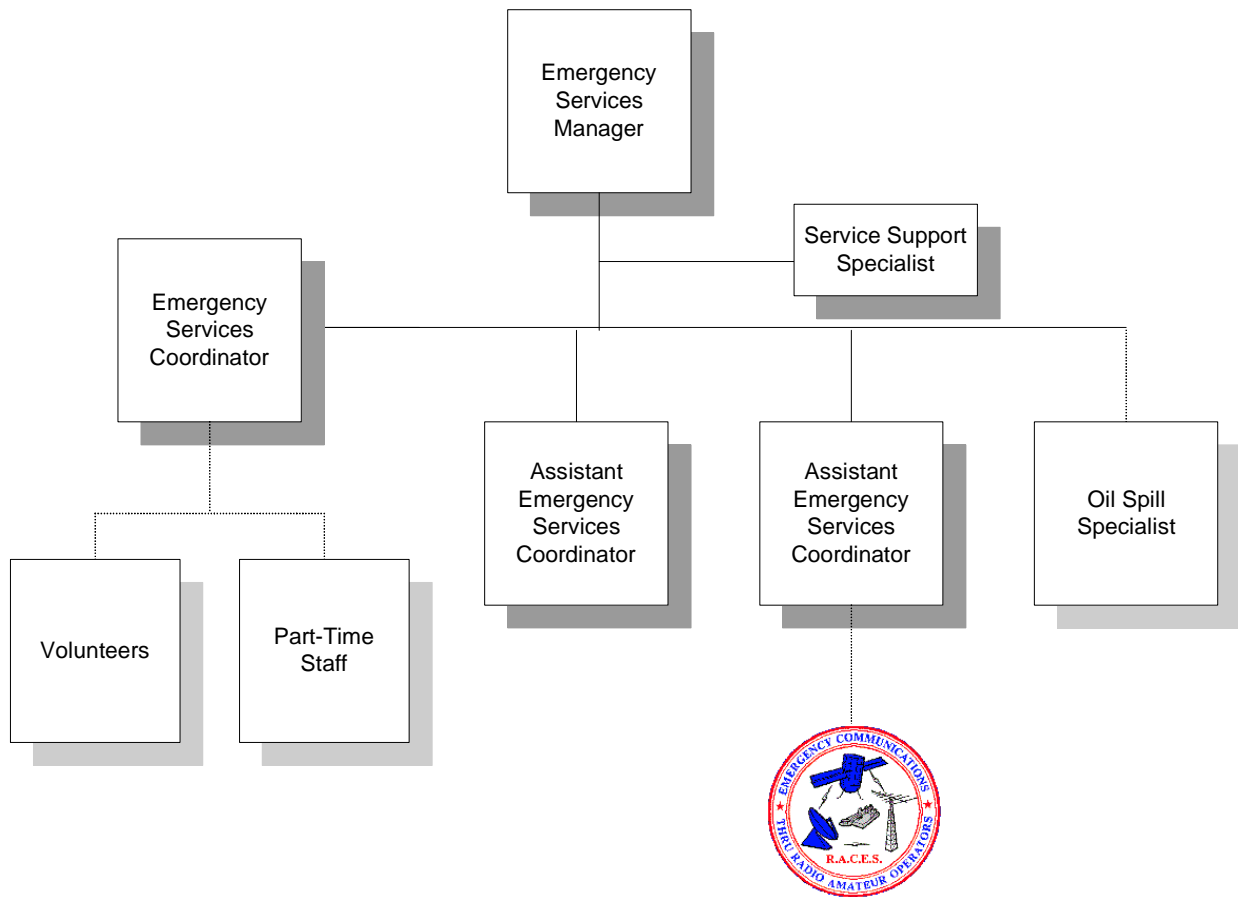 Emergency
Services
Manager
Service Support
Specialist
Emergency
Services
Coordinator
Assistant
Emergency
Services
Coordinator
Assistant
Emergency
Services
Coordinator
Oil Spill
Specialist
Volunteers
Part-Time
Staff
EMERGENCY COMMUNICATIONS
R.A.C.E.S.
THRU RADIO AMATEUR OPERATORS